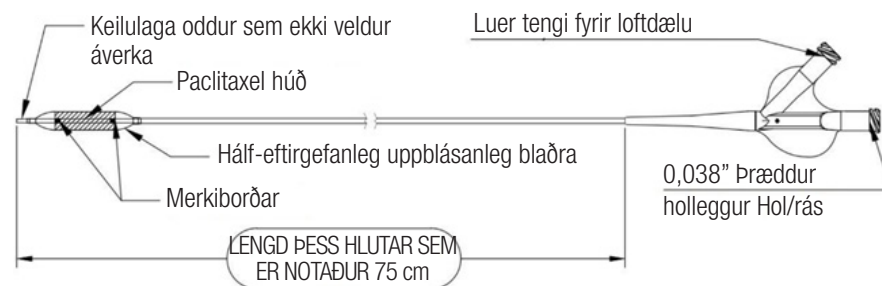 Keilulaga oddur sem ekki veldur
áverka
Luer tengi fyrir loftdælu
Paclitaxel húð
Hálf-eftirgefanleg uppblásanleg blaðra
Merkiborðar
0,038” Þræddur
holleggur Hol/rás
LENGD ÞESS HLUTAR SEM
ER NOTAÐUR 75 cm